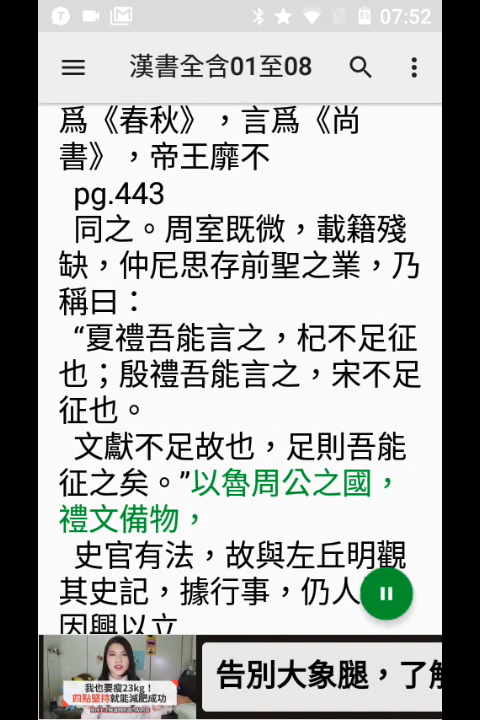 07:52
漢書全含01至08
爲《春秋》，言爲《尚
書》，帝王靡不
pg.443
同之。周室既微，載籍殘
缺，仲尼思存前聖之業，乃
稱曰：
“夏禮吾能言之，杞不足征
也；殷禮吾能言之，宋不足
征也。
文獻不足故也，足則吾能
征之矣。”以魯周公之國，
禮文備物，
史官有法，故與左丘明觀
其史記，據行事，仍人
因興以立
我也要瘦23kg！
四點堅持就能減肥成功
告別大象腿，了解